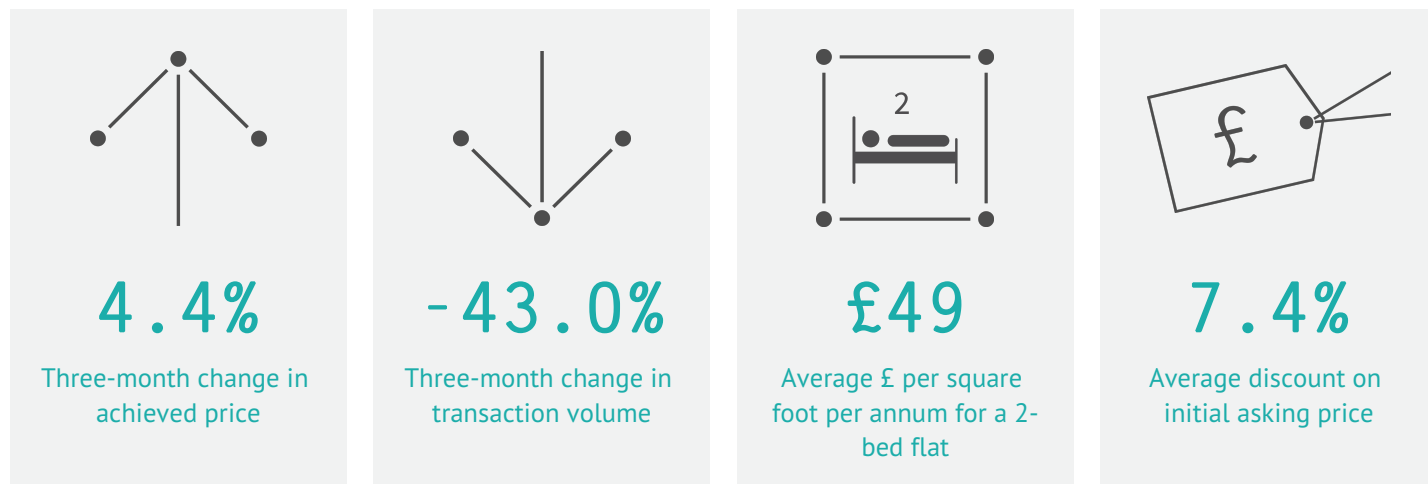 2
£
4.4%
Three-month change in
achieved price
-43.0%
Three-month change in
transaction volume
£49
Average £ per square
foot per annum for a 2-
bed flat
7.4%
Average discount on
initial asking price